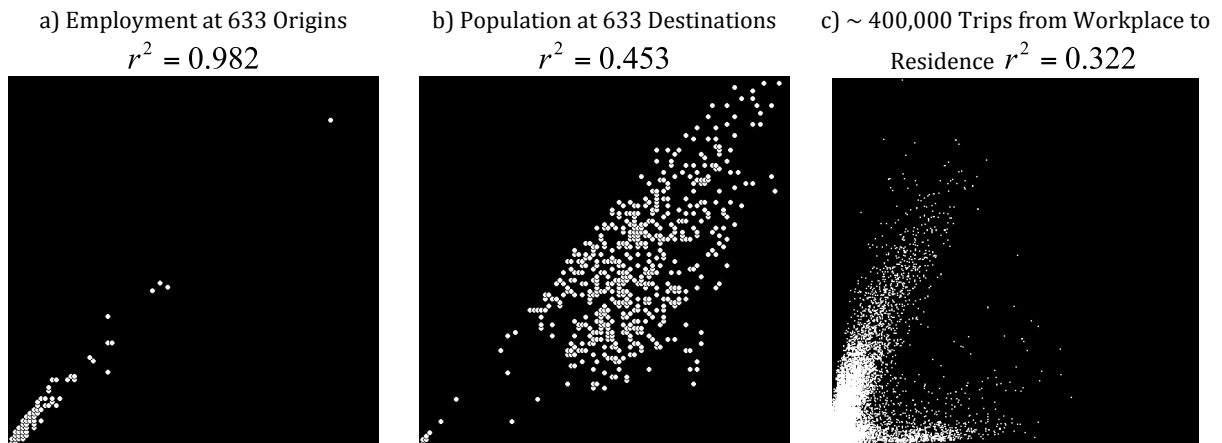 a) Employment at 633 Origins
r² = 0.982
b) Population at 633 Destinations
r² = 0.453
c) ~ 400,000 Trips from Workplace to
Residence r² = 0.322